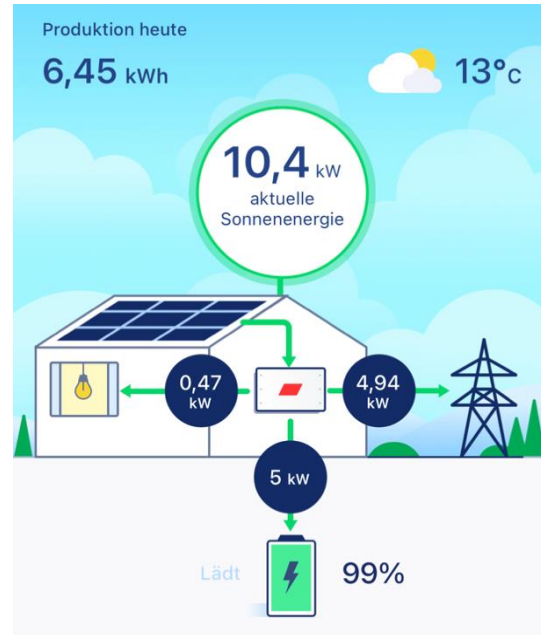 Produktion heute
6,45 kWh
13°c
10,4 kW
aktuelle
Sonnenenergie
0,47
kW
4,94
kW
5 kW
Lädt
99%